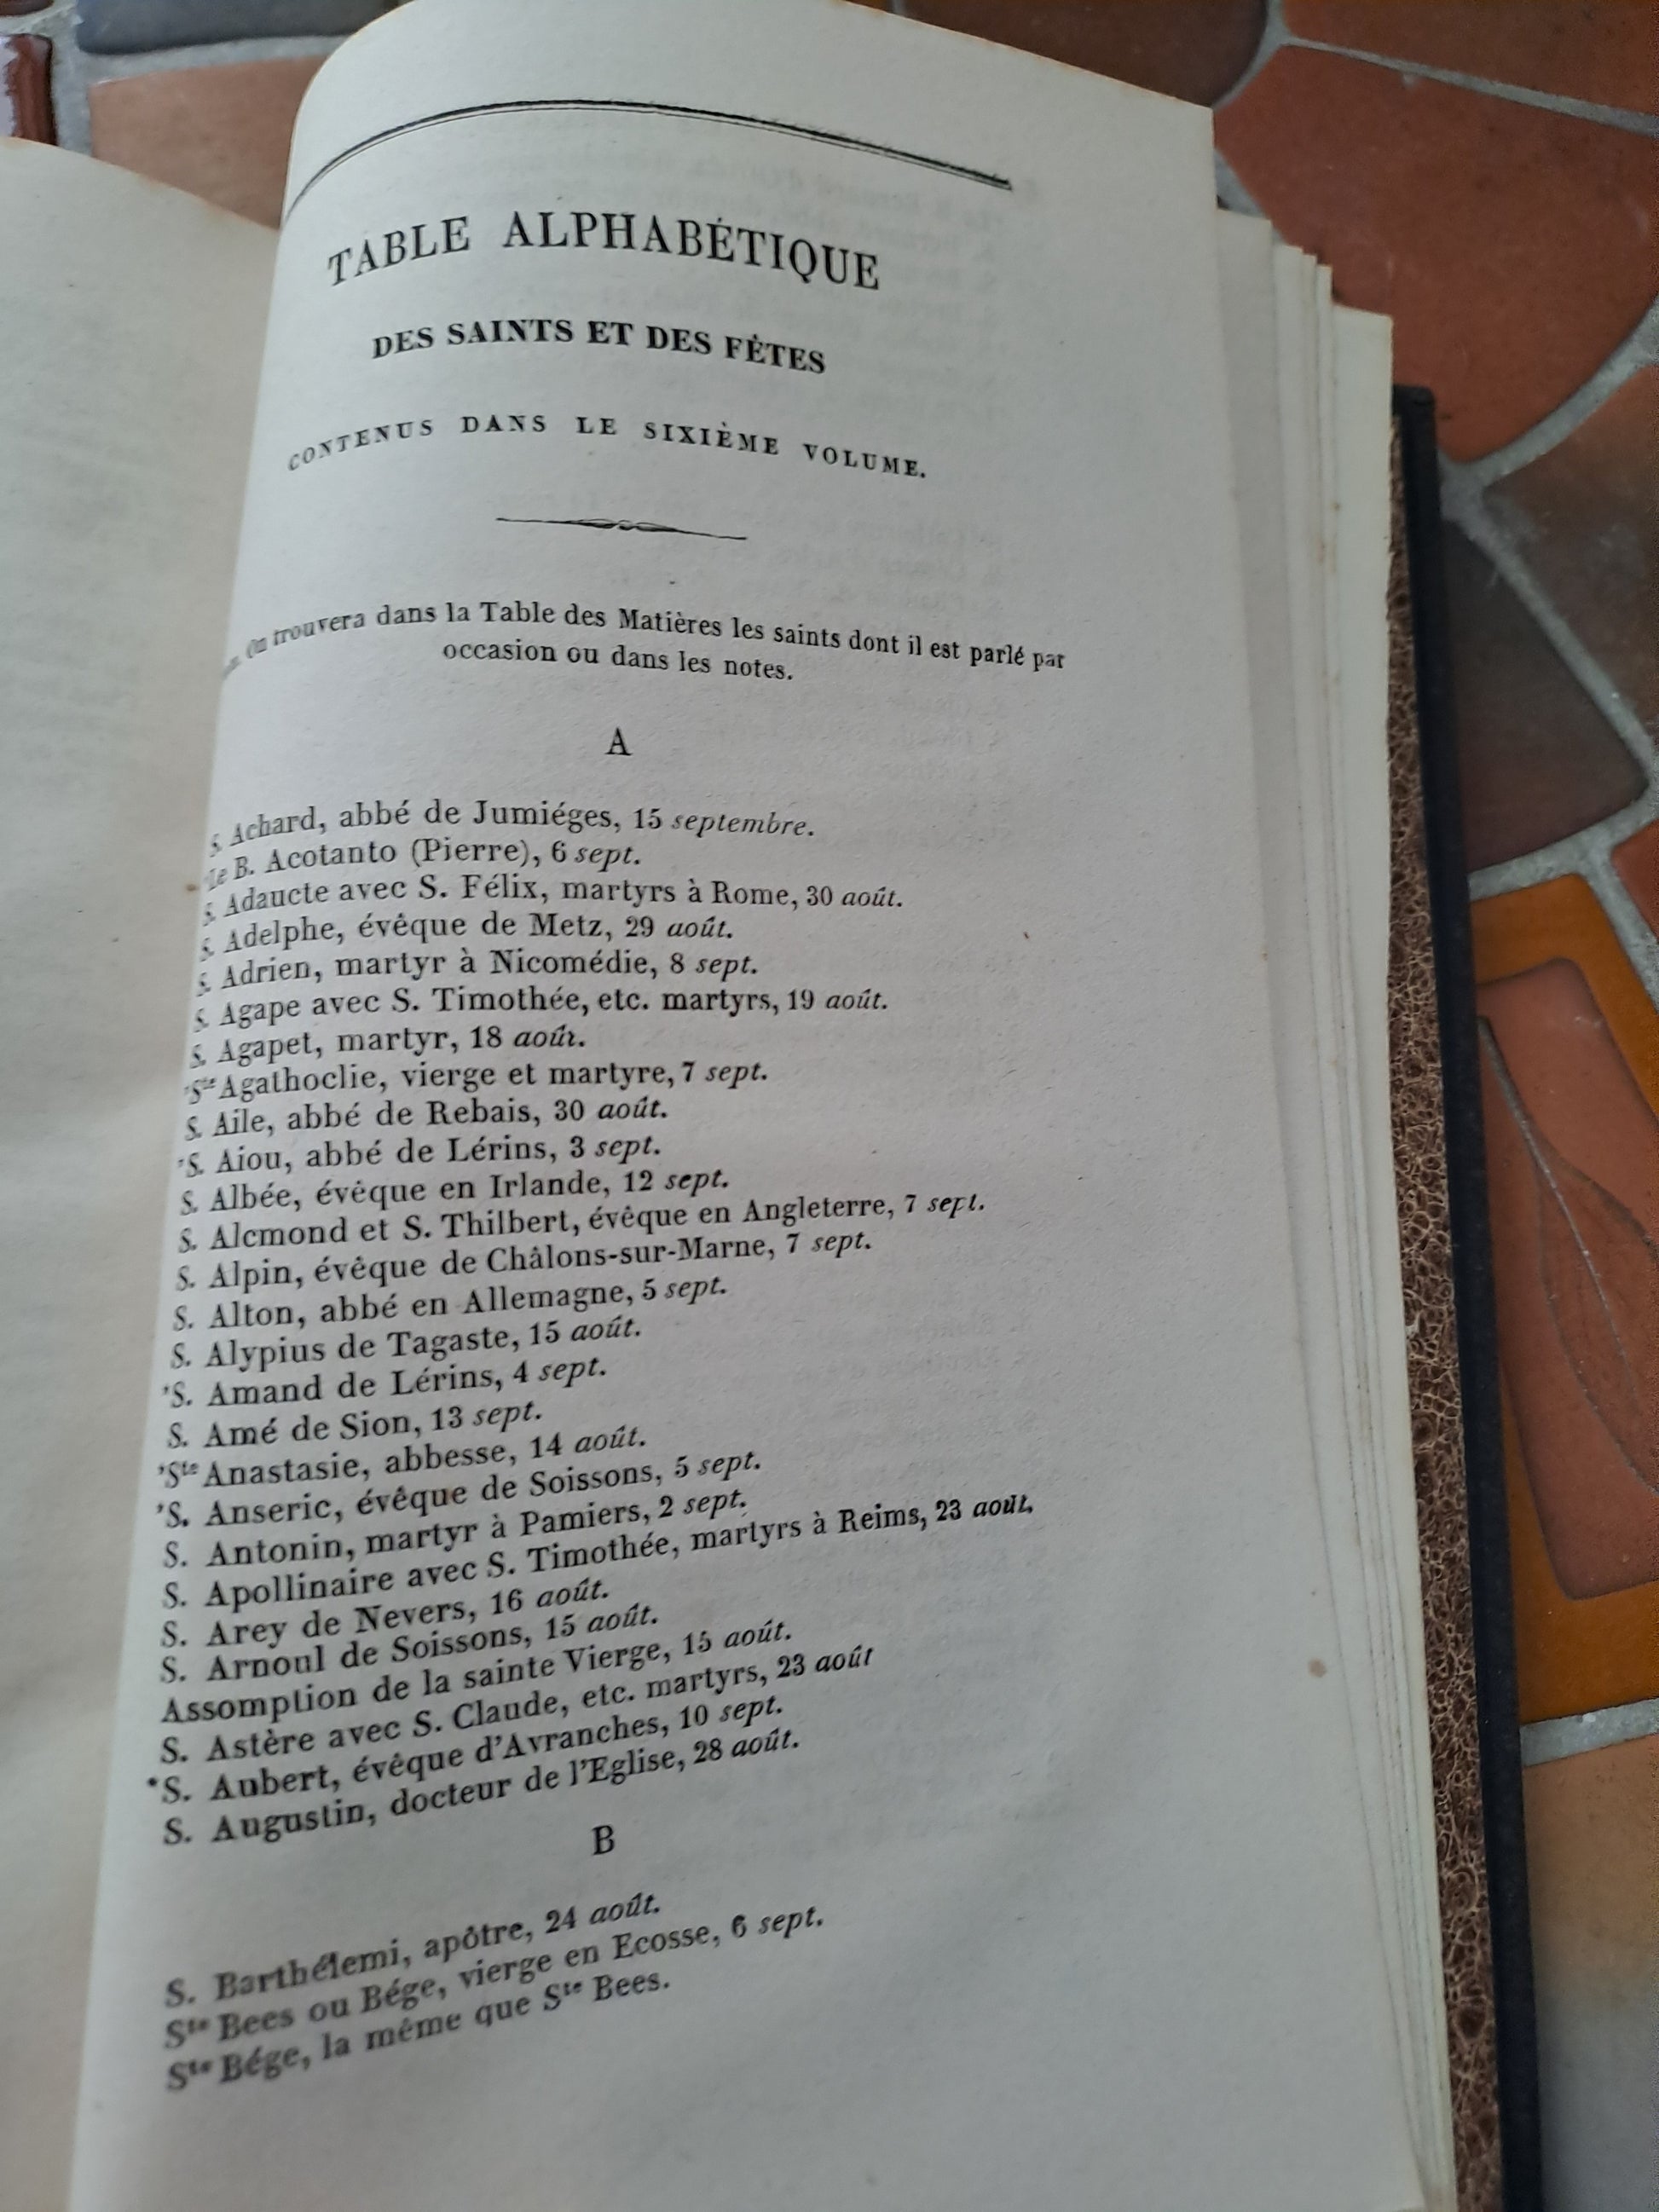 TABLE ALPHABÉTIQUE
DES SAINTS ET DES FÊTES
CONTENUS DANS LE SIXIÈME VOLUME.
On trouvera dans la Table des Matières les saints dont il est parlé par
occasion ou dans les notes.
A
S. Achard, abbé de Jumiéges, 15 septembre.
*Le B. Acotanto (Pierre), 6 sept.
S. Adaucte avec S. Félix, martyrs à Rome, 30 août.
S. Adelphe, évêque de Metz, 29 août.
S. Adrien, martyr à Nicomédie, 8 sept.
S. Agape avec S. Timothée, etc. martyrs, 19 août.
S. Agapet, martyr, 18 août.
*Ste Agathoclie, vierge et martyre, 7 sept.
S. Aile, abbé de Rebais, 30 août.
*S. Aiou, abbé de Lérins, 3 sept.
S. Albée, évêque en Irlande, 12 sept.
S. Alcmond et S. Thilbert, évêque en Angleterre, 7 sept.
S. Alpin, évêque de Châlons-sur-Marne, 7 sept.
S. Alton, abbé en Allemagne, 5 sept.
S. Alypius de Tagaste, 15 août.
*S. Amand de Lérins, 4 sept.
S. Amé de Sion, 13 sept.
*Ste Anastasie, abbesse, 14 août.
*S. Anseric, évêque de Soissons, 5 sept.
S. Antonin, martyr à Pamiers, 2 sept.
S. Apollinaire avec S. Timothée, martyrs à Reims, 23 août.
S. Arey de Nevers, 16 août.
S. Arnoul de Soissons, 15 août.
Assomption de la sainte Vierge, 15 août.
S. Astère avec S. Claude, etc. martyrs, 23 août
*S. Aubert, évêque d'Avranches, 10 sept.
S. Augustin, docteur de l'Eglise, 28 août.
B
S. Barthélemi, apôtre, 24 août.
Ste Bees ou Bége, vierge en Ecosse, 6 sept.
Ste Bége, la même que Ste Bees.